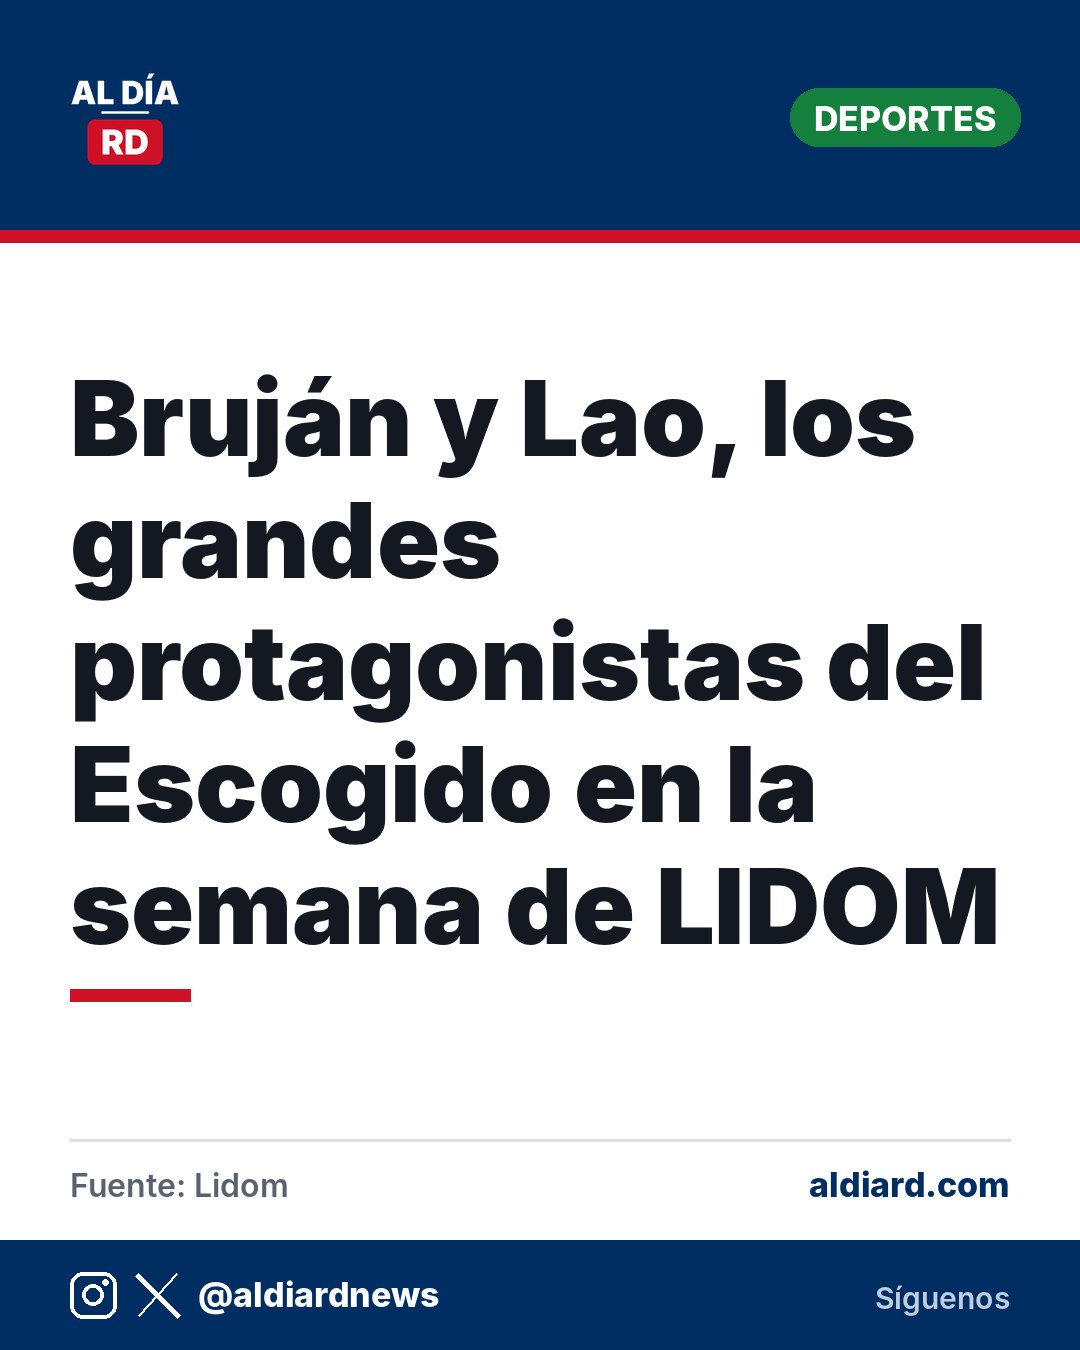 AL DÍA
RD
DEPORTES
Bruján y Lao, los
grandes
protagonistas del
Escogido en la
semana de LIDOM
Fuente: Lidom
aldiard.com
@aldiardnews
Síguenos